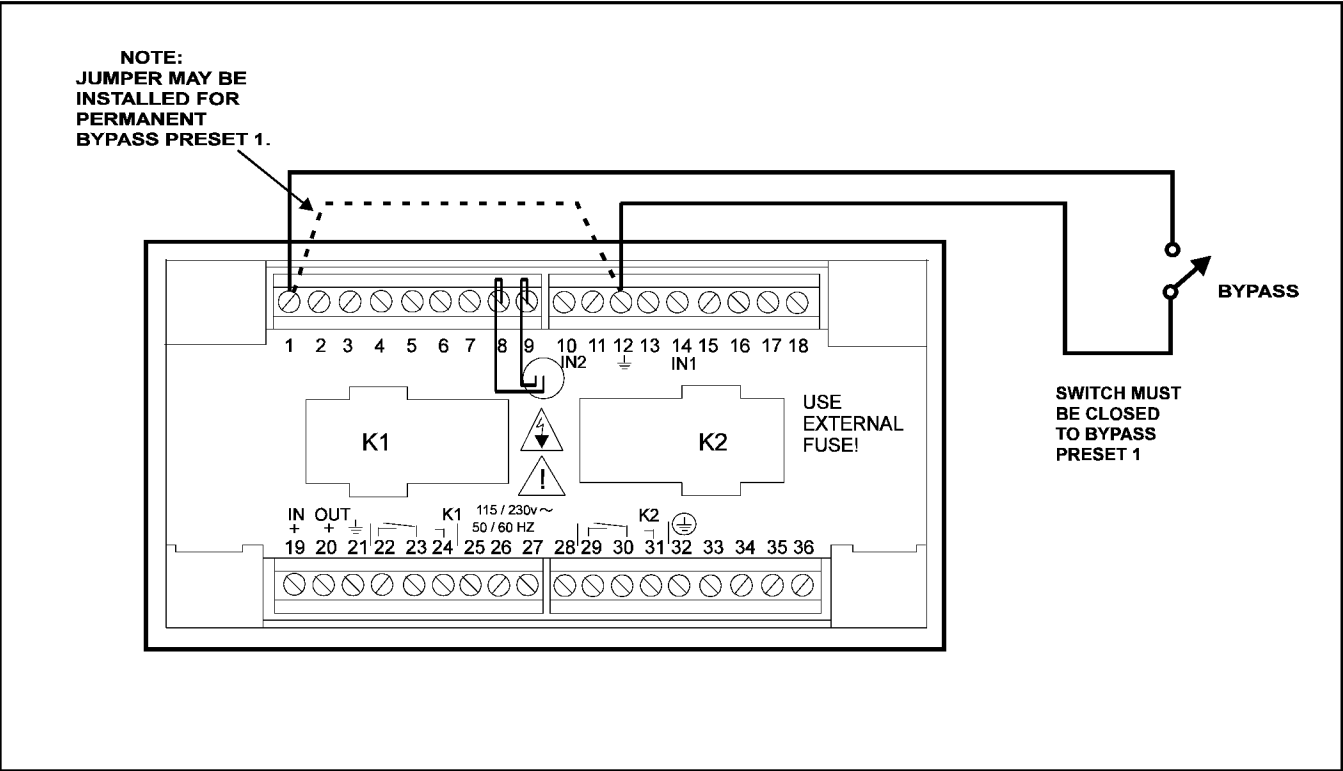 NOTE:
JUMPER MAY BE
INSTALLED FOR
PERMANENT
BYPASS PRESET 1.
BYPASS
SWITCH MUST
BE CLOSED
TO BYPASS
PRESET 1
1 2 3 4 5 6 7 8 9 10 11 12 13 14 15 16 17 18
IN2 IN1
K1
K2
USE
EXTERNAL
FUSE!
!
IN OUT K1 115 / 230v ~ K2
+ + 50 / 60 HZ
19 20 21 22 23 24 25 26 27 28 29 30 31 32 33 34 35 36